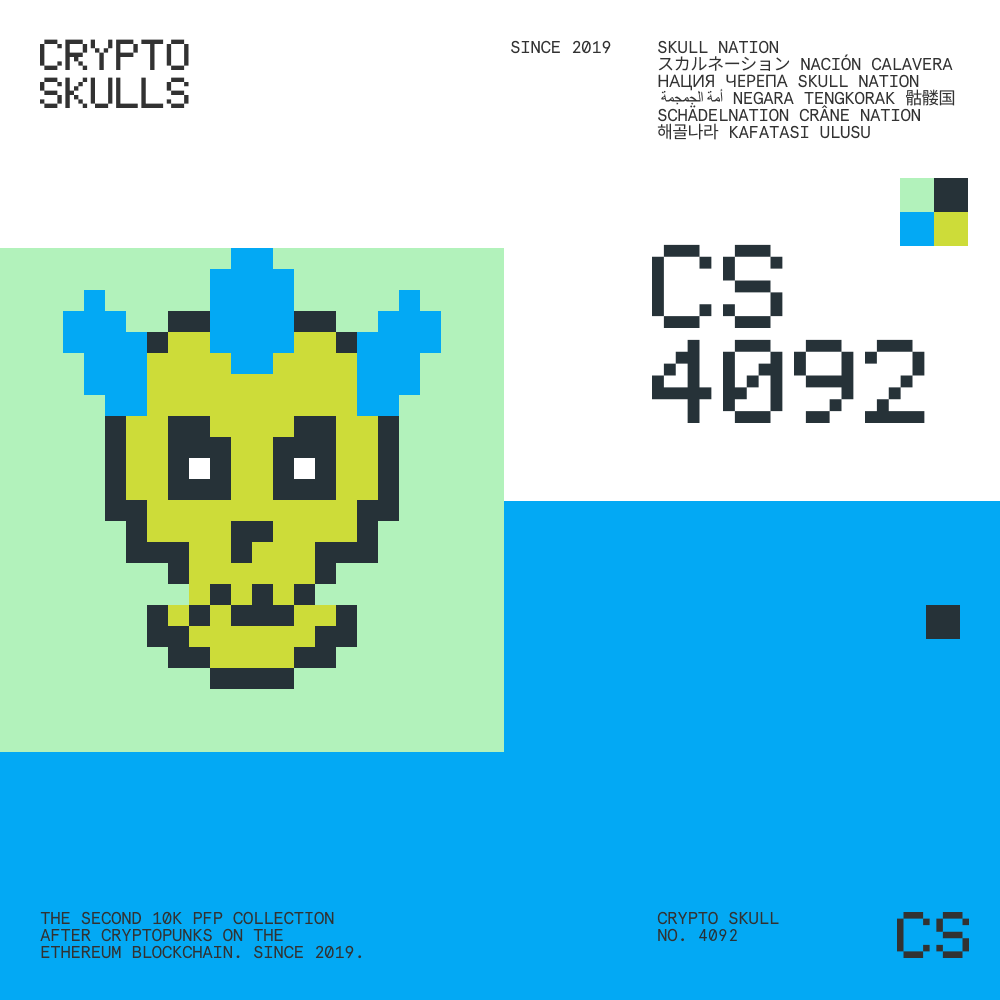 CRYPTO
SKULLS
SINCE 2019
SKULL NATION
スカルネーション NACIÓN CALAVERA
НАЦИЯ ЧЕРЕПА SKULL NATION
أمة الجمجمة NEGARA TENGKORAK 骷髅国
SCHÄDELNATION CRÂNE NATION
해골나라 KAFATASI ULUSU
CS
4092
THE SECOND 10K PFP COLLECTION
AFTER CRYPTOPUNKS ON THE
ETHEREUM BLOCKCHAIN. SINCE 2019.
CRYPTO SKULL
NO. 4092
CS